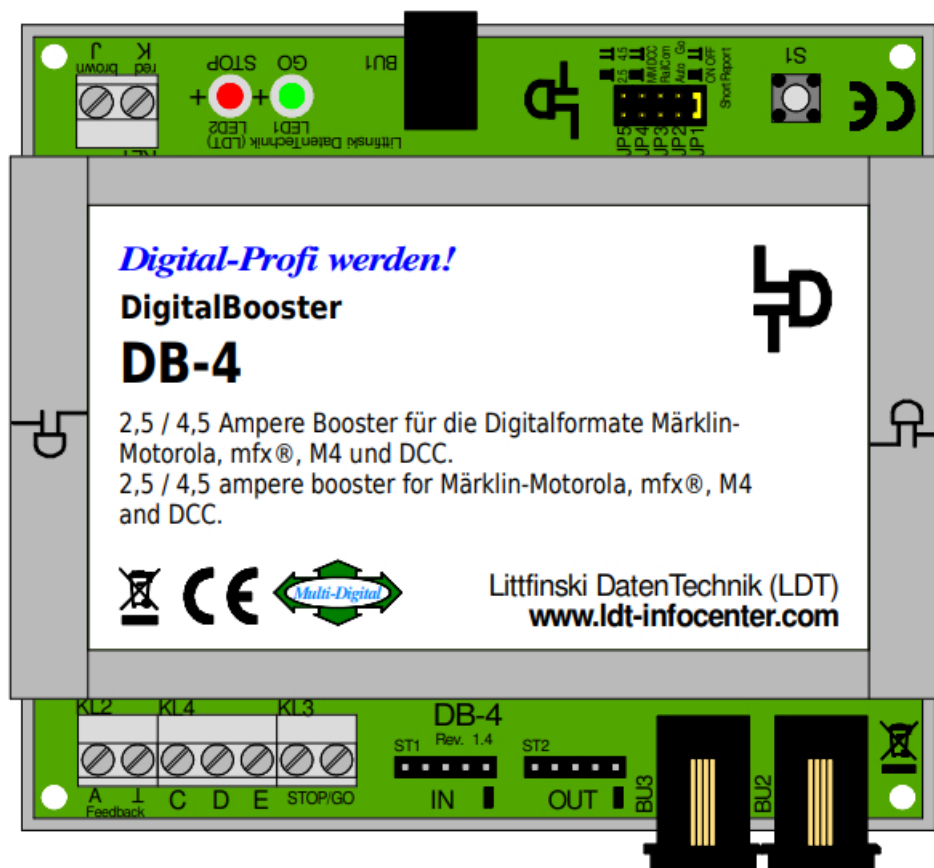 J K
brown red
KL1
STOP GO
LED2 LED1
Littfinski DatenTechnik (LDT)
BU1
2.5 4.5
MM/DCC
RailCom
Auto Go
ON OFF
Short Report
JP5
JP4
JP3
JP2
JP1
S1
CE
Digital-Profi werden!
DigitalBooster
DB-4
2,5 / 4,5 Ampere Booster für die Digitalformate Märklin-
Motorola, mfx®, M4 und DCC.
2,5 / 4,5 ampere booster for Märklin-Motorola, mfx®, M4
and DCC.
LDT
CE
Multi-Digital
Littfinski DatenTechnik (LDT)
www.ldt-infocenter.com
KL2 KL4 KL3
A ⊥ C D E STOP/GO
Feedback
DB-4
Rev. 1.4
ST1 ST2
IN OUT
BU3
BU2